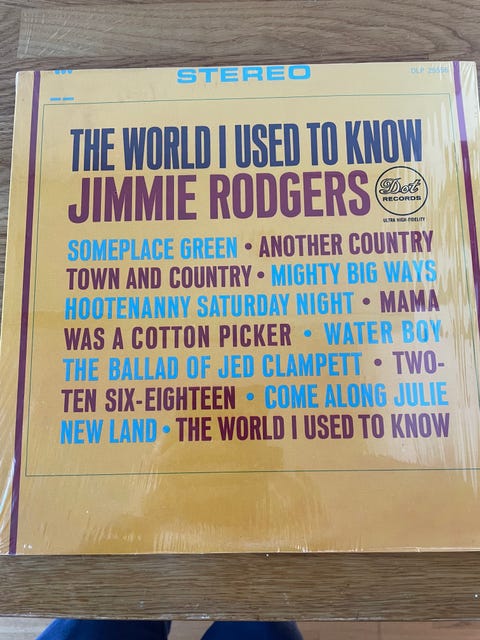 STEREO
DLP 25556
THE WORLD I USED TO KNOW
JIMMIE RODGERS
Dot
RECORDS
ULTRA HIGH-FIDELITY
SOMEPLACE GREEN • ANOTHER COUNTRY
TOWN AND COUNTRY • MIGHTY BIG WAYS
HOOTENANNY SATURDAY NIGHT • MAMA
WAS A COTTON PICKER • WATER BOY
THE BALLAD OF JED CLAMPETT • TWO-
TEN SIX-EIGHTEEN • COME ALONG JULIE
NEW LAND • THE WORLD I USED TO KNOW